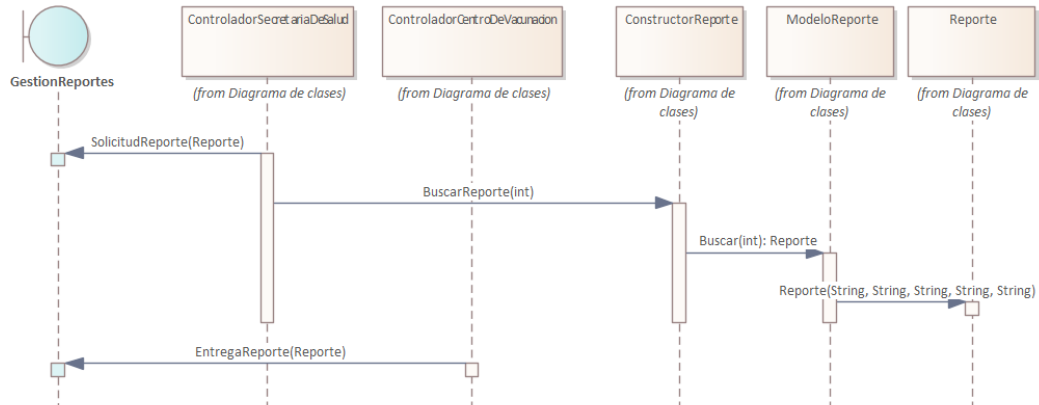 ControladorSecretariaDeSalud
ControladorCentroDeVacunacion
ConstructorReporte
ModeloReporte
Reporte
GestionReportes
(from Diagrama de clases)
(from Diagrama de clases)
(from Diagrama de
clases)
(from Diagrama de
clases)
(from Diagrama de
clases)
SolicitudReporte(Reporte)
BuscarReporte(int)
Buscar(int): Reporte
Reporte(String, String, String, String, String)
EntregaReporte(Reporte)